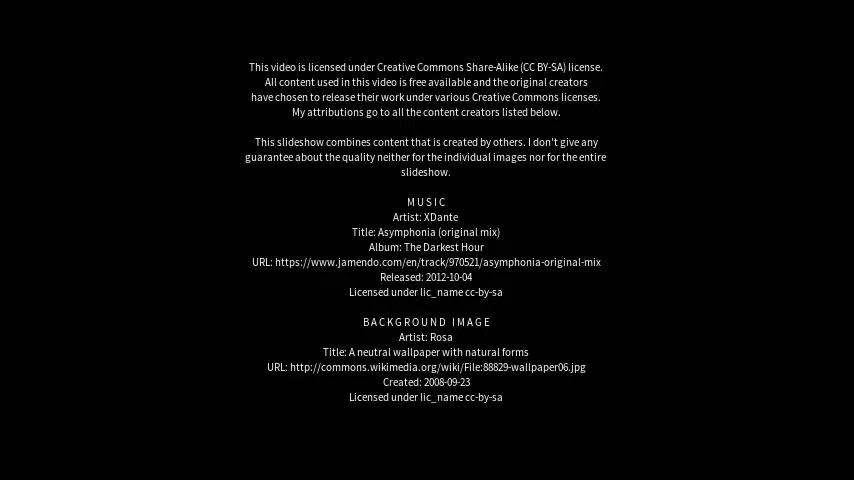 This video is licensed under Creative Commons Share-Alike (CC BY-SA) license.
All content used in this video is free available and the original creators
have chosen to release their work under various Creative Commons licenses.
My attributions go to all the content creators listed below.
This slideshow combines content that is created by others. I don't give any
guarantee about the quality neither for the individual images nor for the entire
slideshow.
MUSIC
Artist: XDante
Title: Asymphonia (original mix)
Album: The Darkest Hour
URL: https://www.jamendo.com/en/track/970521/asymphonia-original-mix
Released: 2012-10-04
Licensed under lic_name cc-by-sa
BACKGROUND IMAGE
Artist: Rosa
Title: A neutral wallpaper with natural forms
URL: http://commons.wikimedia.org/wiki/File:88829-wallpaper06.jpg
Created: 2008-09-23
Licensed under lic_name cc-by-sa